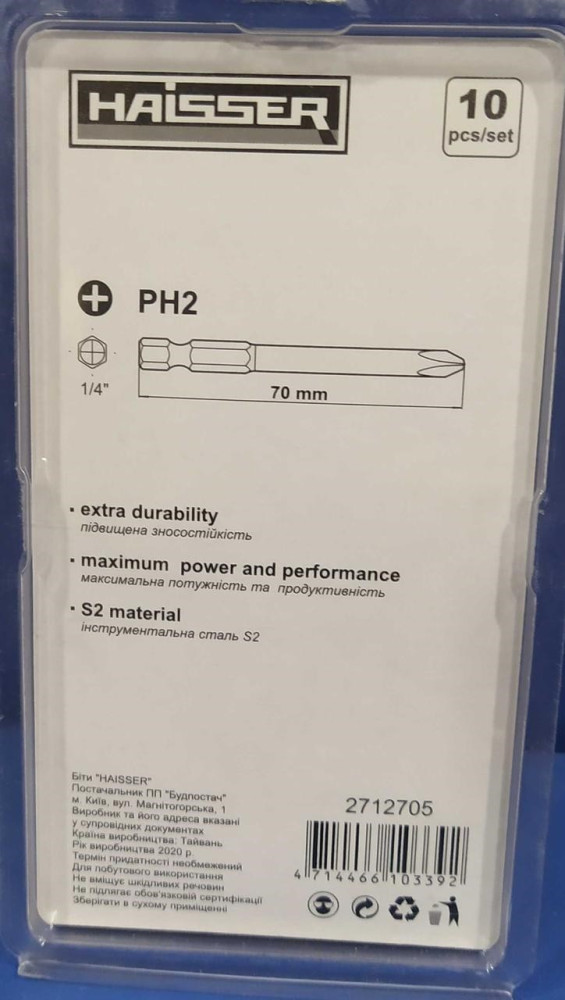 HAISSER
10
pcs/set
PH2
1/4"
70 mm
· extra durability
підвищена зносостійкість
· maximum power and performance
максимальна потужність та продуктивність
· S2 material
інструментальна сталь S2
Біти "HAISSER"
Постачальник ПП "Будпостач"
м. Київ, вул. Магнітогорська, 1
Виробник та його адреса вказані
у супровідних документах
Країна виробництва: Тайвань
Рік виробництва 2020 р.
Термін придатності необмежений
Для побутового використання
Не вміщує шкідливих речовин
Не підлягає обов'язковій сертифікації
Зберігати в сухому приміщенні
2712705
4 714466 103392